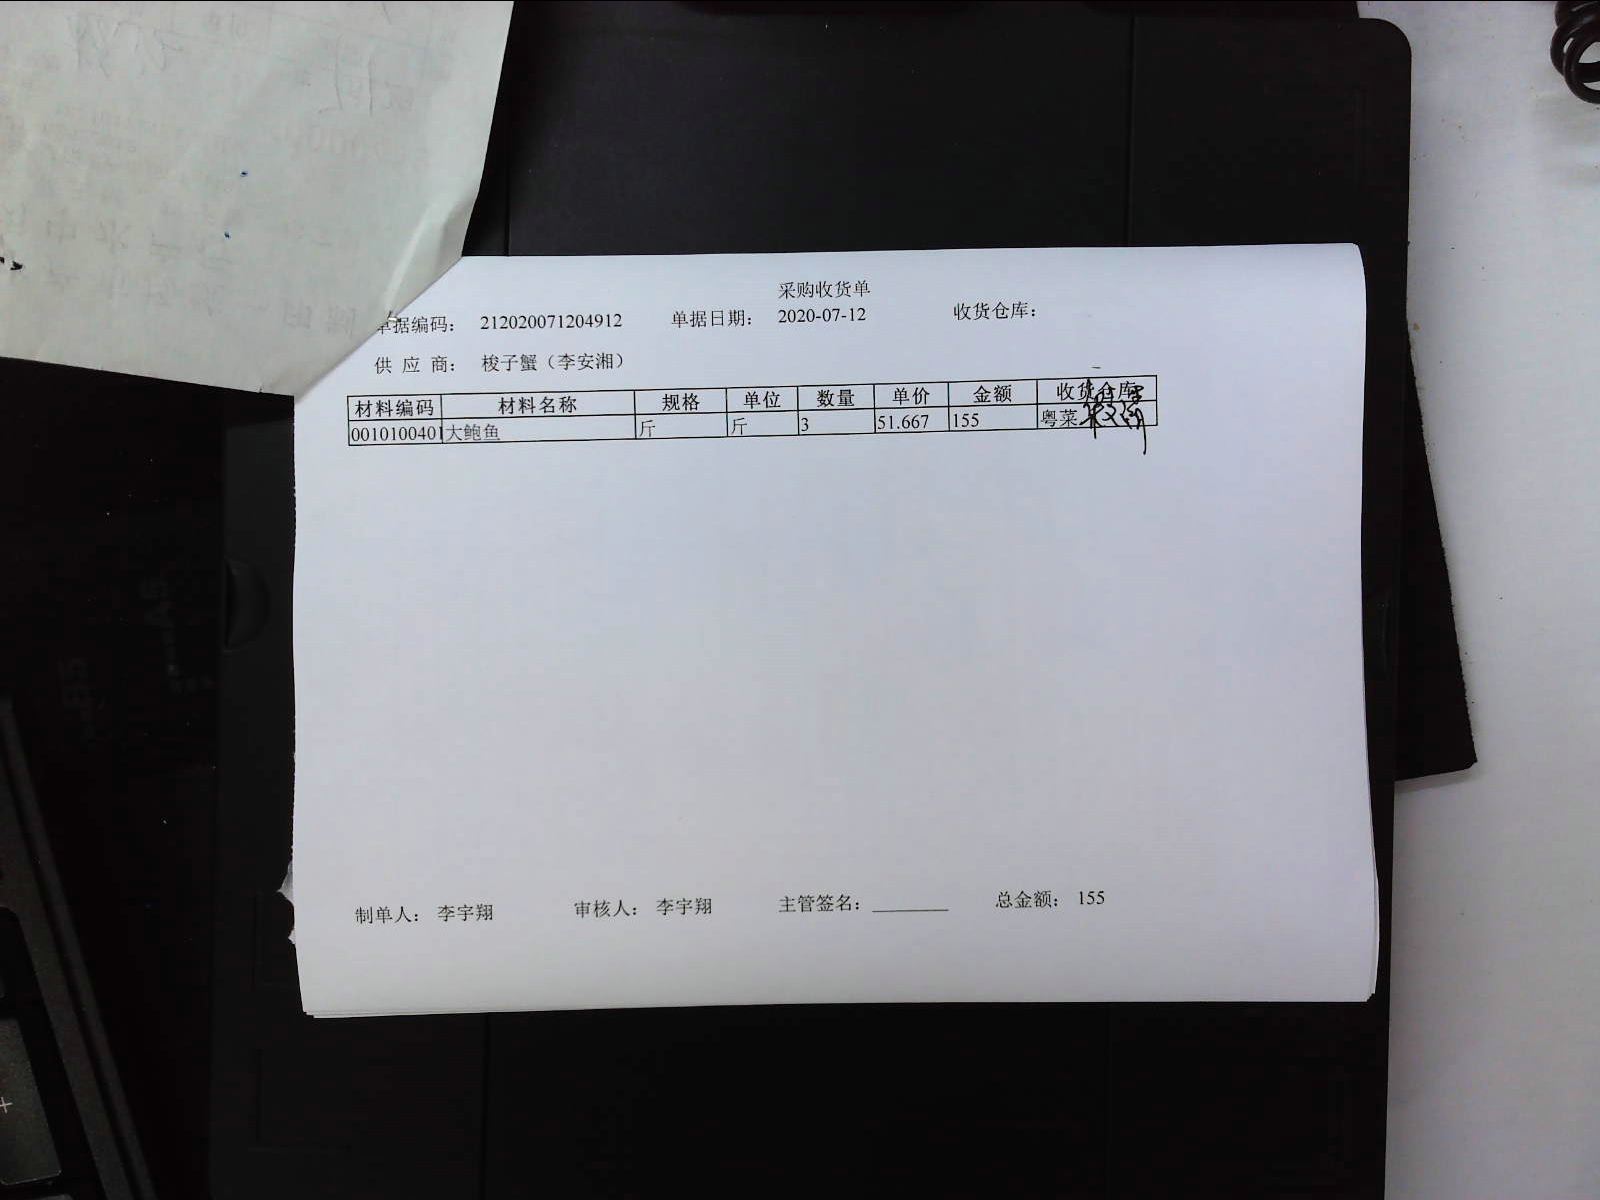 采购收货单
单据编码： 212020071204912 单据日期： 2020-07-12 收货仓库：
供 应 商： 梭子蟹（李安湘）
材料编码 材料名称 规格 单位 数量 单价 金额 收货仓库
0010100401 大鲍鱼 斤 斤 3 51.667 155 粤菜
制单人： 李宇翔 审核人： 李宇翔 主管签名： 总金额： 155